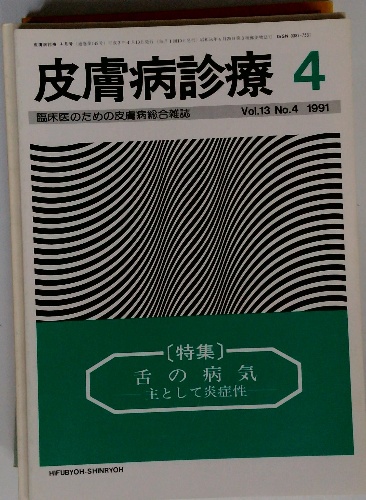 皮膚病診療 4
臨床医のための皮膚病総合雑誌
Vol.13 No.4 1991
〔特集〕
舌の病気
主として炎症性
HIFUBYOH-SHINRYOH